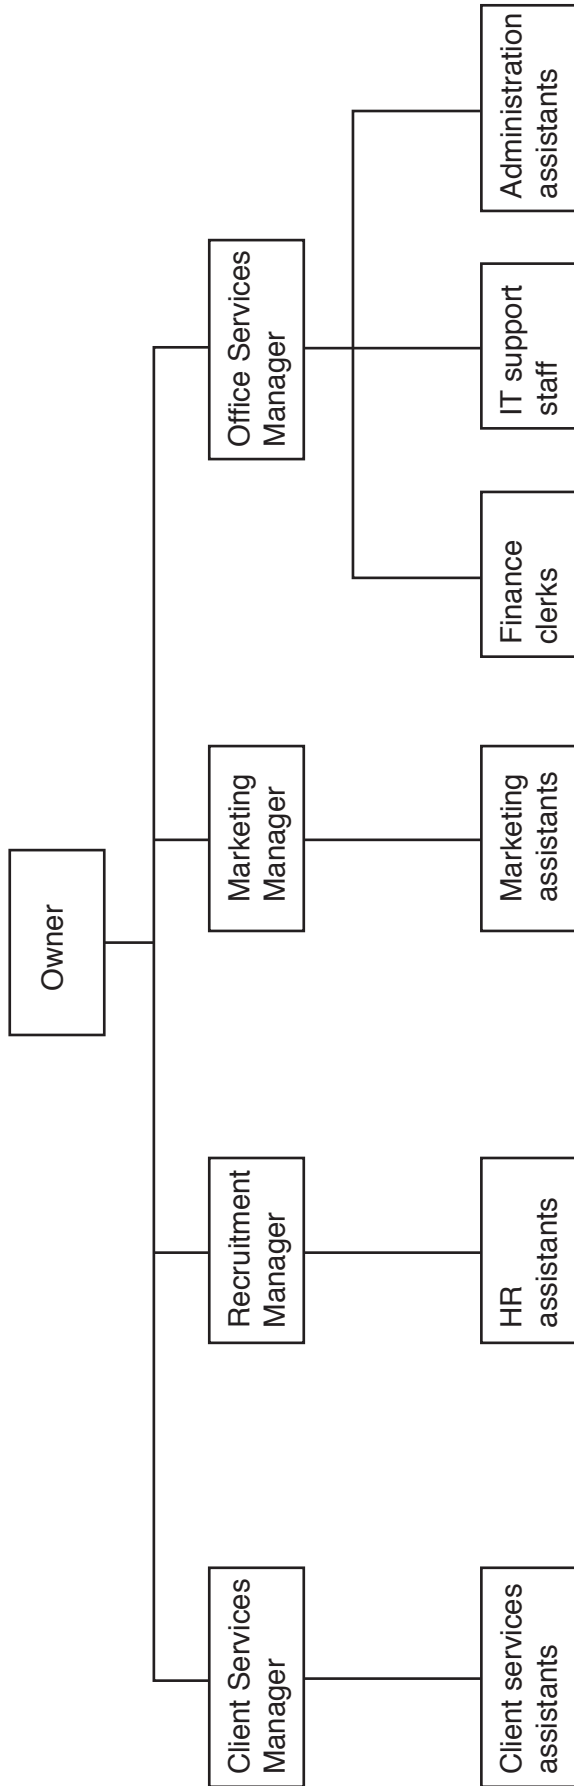 Owner
Client Services
Manager
Recruitment
Manager
Marketing
Manager
Office Services
Manager
Client services
assistants
HR
assistants
Marketing
assistants
Finance
clerks
IT support
staff
Administration
assistants